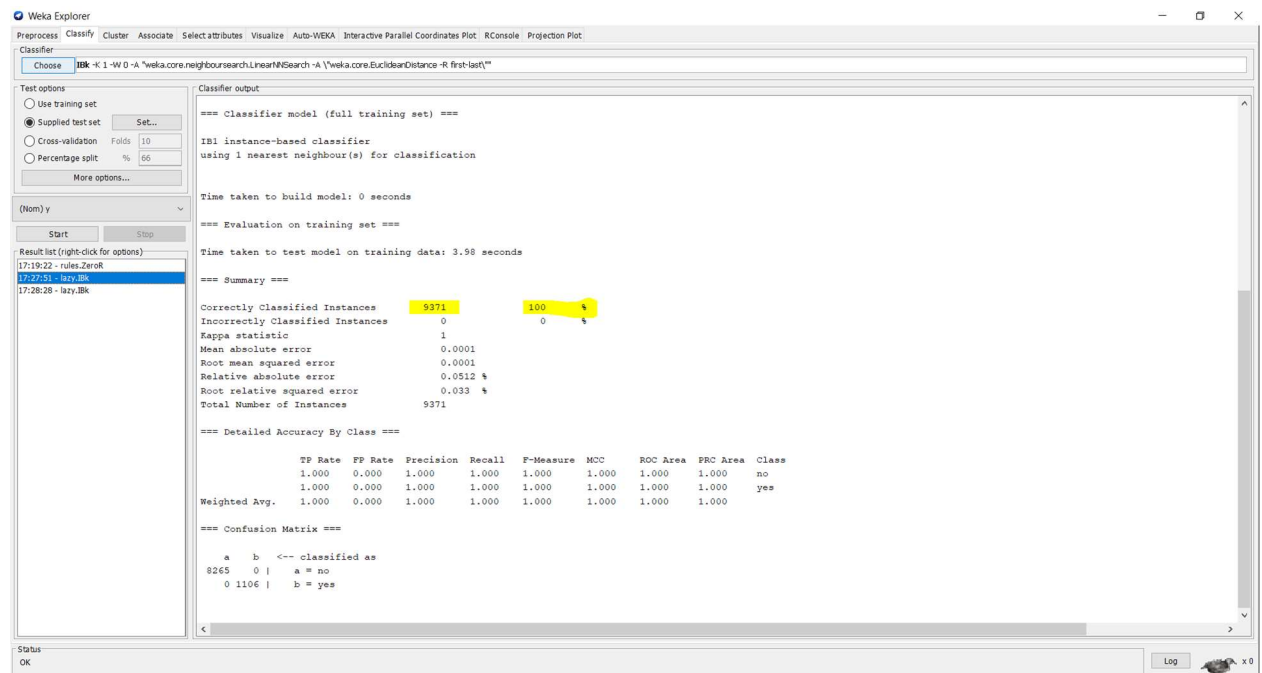 Weka Explorer
Preprocess Classify Cluster Associate Select attributes Visualize Auto-WEKA Interactive Parallel Coordinates Plot RConsole Projection Plot
Classifier
Choose IBk -K 1 -W 0 -A "weka.core.neighboursearch.LinearNNSearch -A \"weka.core.EuclideanDistance -R first-last\""
Test options
Use training set
Supplied test set Set...
Cross-validation Folds 10
Percentage split % 66
More options...
(Nom) y
Start Stop
Result list (right-click for options)
17:19:22 - rules.ZeroR
17:27:51 - lazy.IBk
17:28:28 - lazy.IBk
Classifier output
=== Classifier model (full training set) ===
IB1 instance-based classifier
using 1 nearest neighbour(s) for classification
Time taken to build model: 0 seconds
=== Evaluation on training set ===
Time taken to test model on training data: 3.98 seconds
=== Summary ===
Correctly Classified Instances 9371 100 %
Incorrectly Classified Instances 0 0 %
Kappa statistic 1
Mean absolute error 0.0001
Root mean squared error 0.0001
Relative absolute error 0.0512 %
Root relative squared error 0.033 %
Total Number of Instances 9371
=== Detailed Accuracy By Class ===
TP Rate FP Rate Precision Recall F-Measure MCC ROC Area PRC Area Class
1.000 0.000 1.000 1.000 1.000 1.000 1.000 1.000 no
1.000 0.000 1.000 1.000 1.000 1.000 1.000 1.000 yes
Weighted Avg. 1.000 0.000 1.000 1.000 1.000 1.000 1.000 1.000
=== Confusion Matrix ===
a b <-- classified as
8265 0 | a = no
0 1106 | b = yes
Status
OK
Log x 0